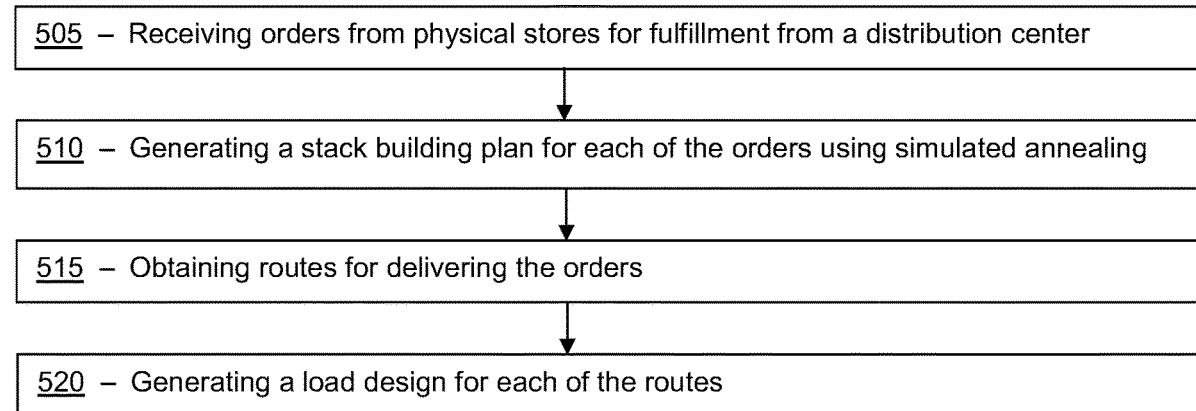 505 – Receiving orders from physical stores for fulfillment from a distribution center
510 – Generating a stack building plan for each of the orders using simulated annealing
515 – Obtaining routes for delivering the orders
520 – Generating a load design for each of the routes